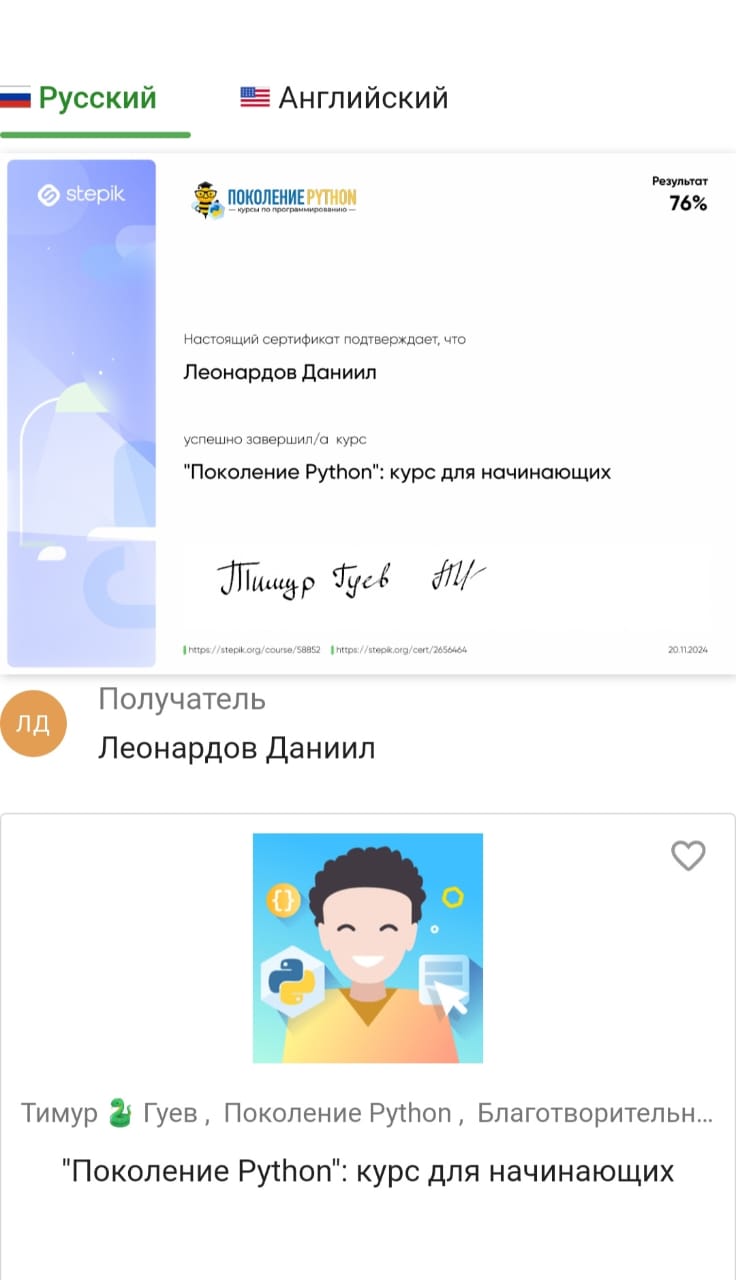 Русский
Английский
stepik
ПОКОЛЕНИЕ PYTHON
— курсы по программированию —
Результат
76%
Настоящий сертификат подтверждает, что
Леонардов Даниил
успешно завершил/а курс
"Поколение Python": курс для начинающих
Тимур Гуев
https://stepik.org/course/58852 https://stepik.org/cert/2656464
20.11.2024
ЛД
Получатель
Леонардов Даниил
{}
Тимур 🐍 Гуев , Поколение Python , Благотворительн...
"Поколение Python": курс для начинающих